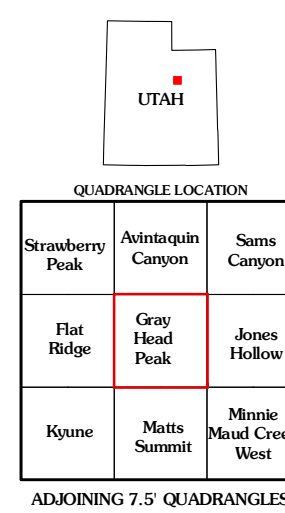 UTAH
QUADRANGLE LOCATION
Strawberry Peak
Avintaquin Canyon
Sams Canyon
Flat Ridge
Gray Head Peak
Jones Hollow
Kyune
Matts Summit
Minnie Maud Cree West
ADJOINING 7.5' QUADRANGLES